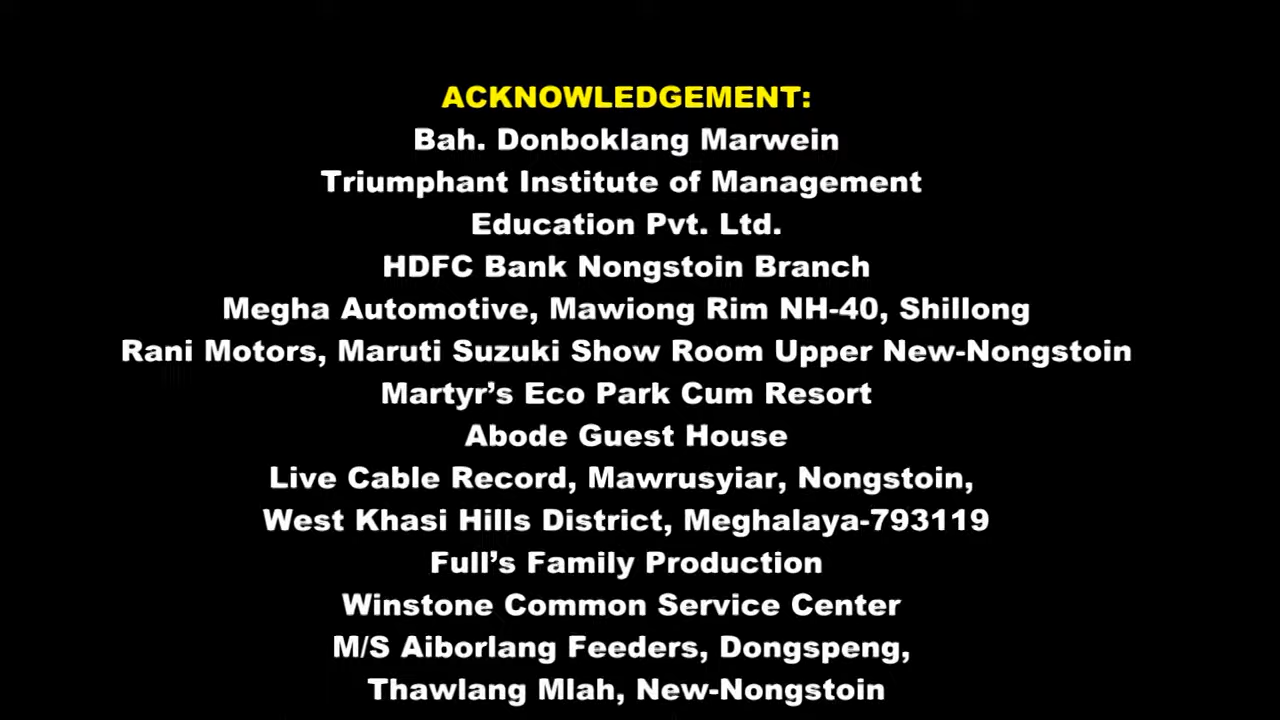 ACKNOWLEDGEMENT:
Bah. Donboklang Marwein
Triumphant Institute of Management
Education Pvt. Ltd.
HDFC Bank Nongstoin Branch
Megha Automotive, Mawiong Rim NH-40, Shillong
Rani Motors, Maruti Suzuki Show Room Upper New-Nongstoin
Martyr's Eco Park Cum Resort
Abode Guest House
Live Cable Record, Mawrusyiar, Nongstoin,
West Khasi Hills District, Meghalaya-793119
Full's Family Production
Winstone Common Service Center
M/S Aiborlang Feeders, Dongspeng,
Thawlang Mlah, New-Nongstoin